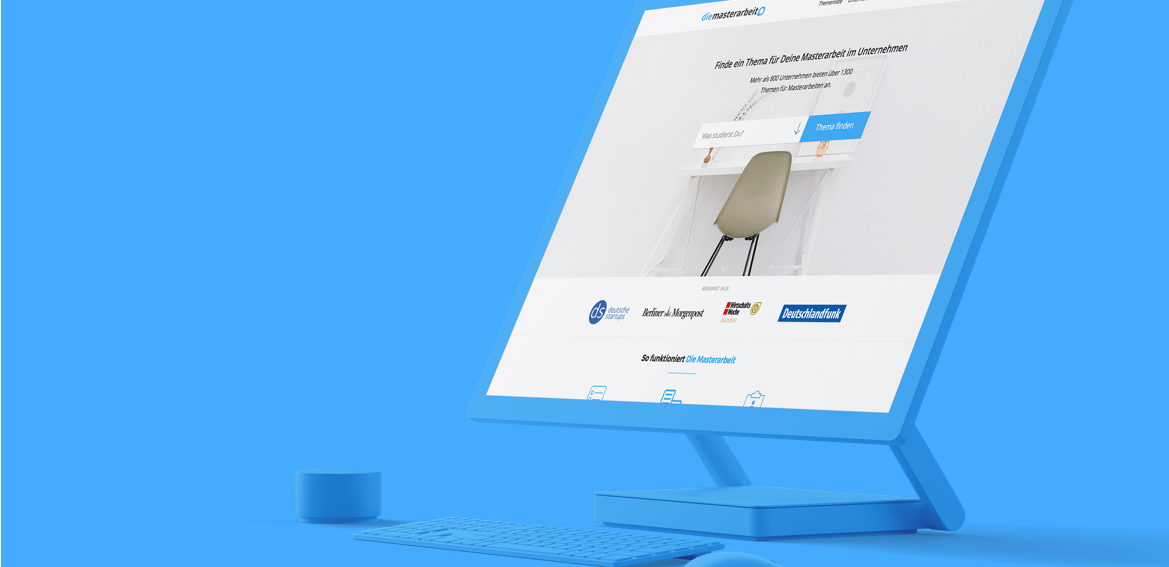 diemasterarbeit
Themenliste
Finde ein Thema für Deine Masterarbeit im Unternehmen
Mehr als 800 Unternehmen bieten über 1300
Themen für Masterarbeiten an.
Was studierst Du?
Thema finden
BEKANNT AUS
ds deutsche
startups
Berliner Morgenpost
Wirtschafts
Woche
GRÜNDER
Deutschlandfunk
So funktioniert Die Masterarbeit